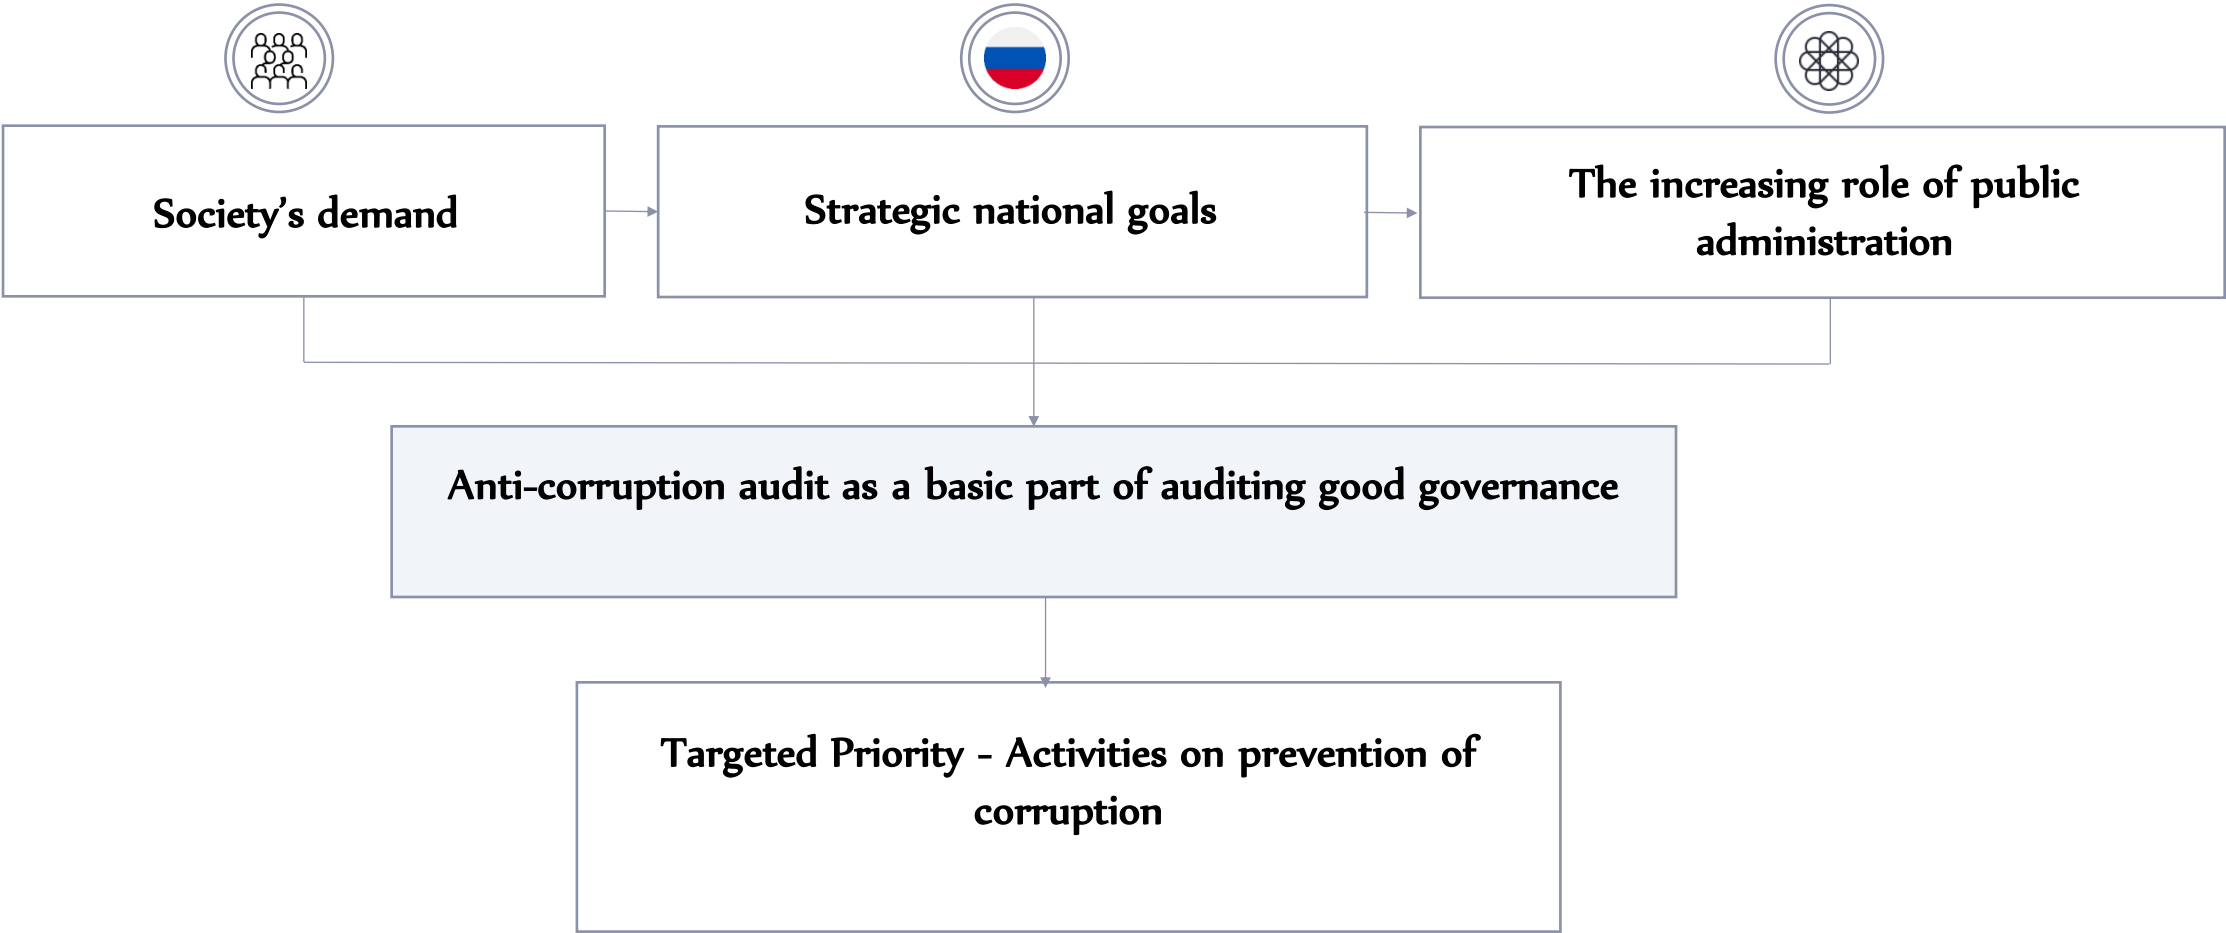 Society’s demand
Strategic national goals
The increasing role of public
administration
Anti-corruption audit as a basic part of auditing good governance
Targeted Priority - Activities on prevention of
corruption